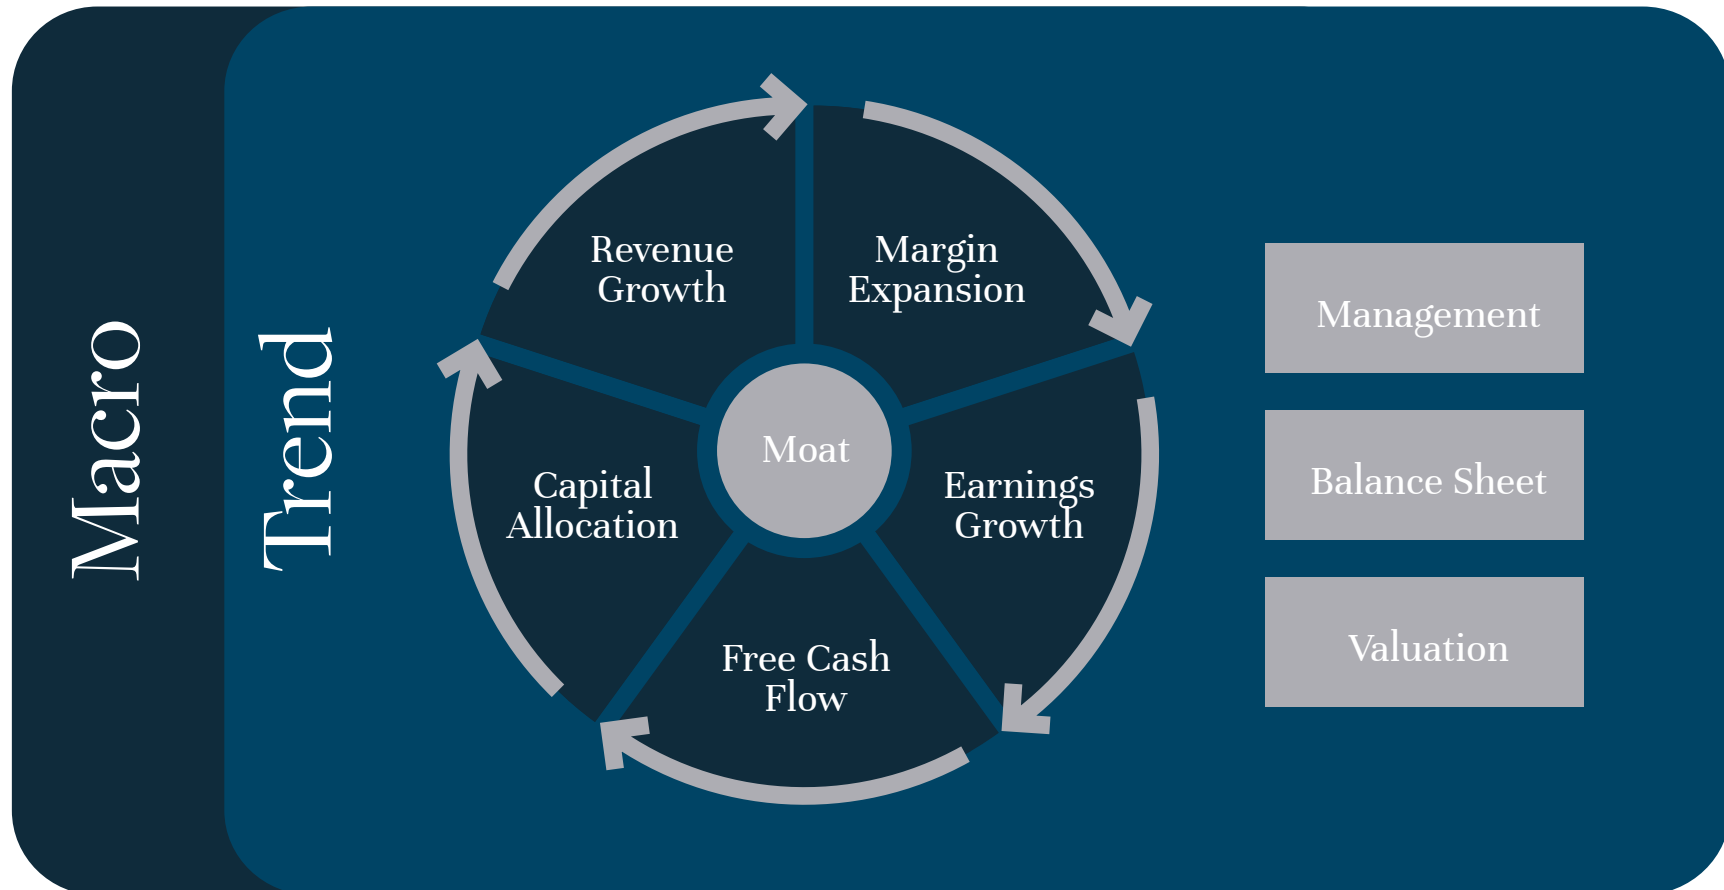 Macro
Trend
Revenue
Growth
Margin
Expansion
Moat
Capital
Allocation
Earnings
Growth
Free Cash
Flow
Management
Balance Sheet
Valuation